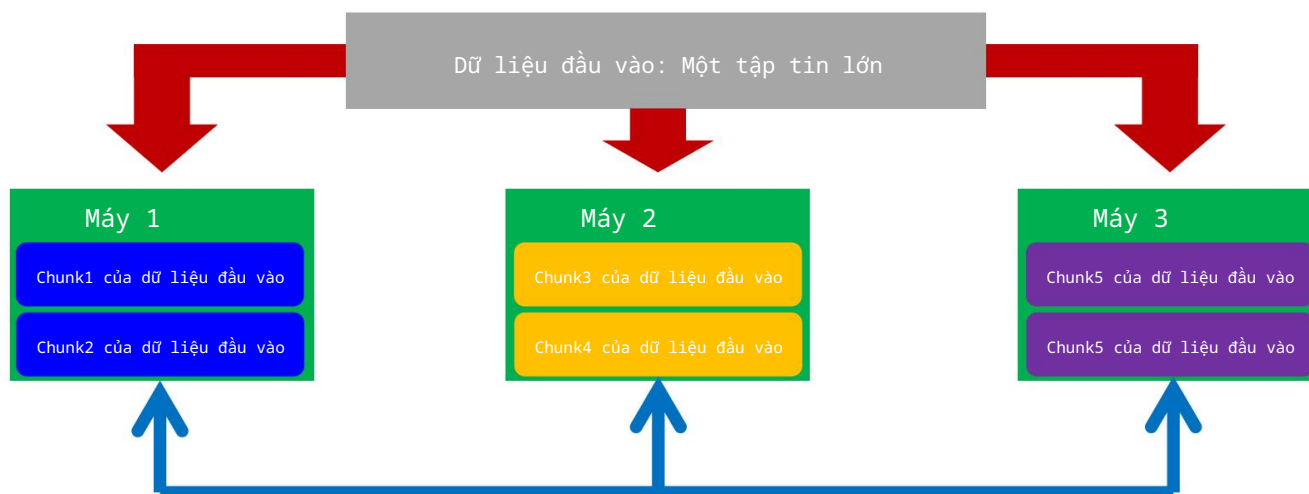 Dữ liệu đầu vào: Một tập tin lớn
Máy 1
Chunk1 của dữ liệu đầu vào
Chunk2 của dữ liệu đầu vào
Máy 2
Chunk3 của dữ liệu đầu vào
Chunk4 của dữ liệu đầu vào
Máy 3
Chunk5 của dữ liệu đầu vào
Chunk5 của dữ liệu đầu vào